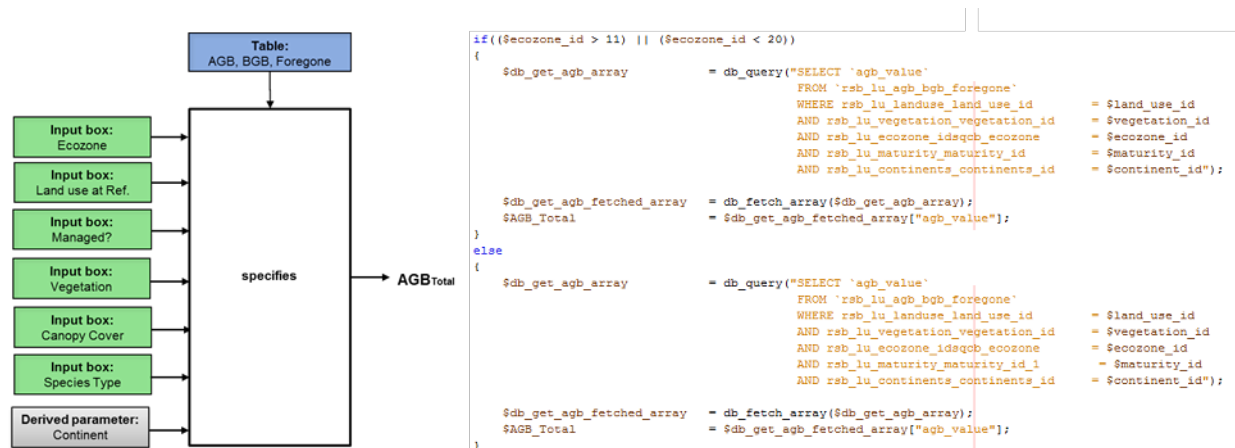 Table:
AGB, BGB, Foregone
Input box:
Ecozone
Input box:
Land use at Ref.
Input box:
Managed?
Input box:
Vegetation
Input box:
Canopy Cover
Input box:
Species Type
Derived parameter:
Continent
specifies
AGBTotal
if(($ecozone_id > 11) || ($ecozone_id < 20))
{
$db_get_agb_array = db_query("SELECT `agb_value`
FROM `rsb_lu_agb_bgb_foregone`
WHERE rsb_lu_landuse_land_use_id = $land_use_id
AND rsb_lu_vegetation_vegetation_id = $vegetation_id
AND rsb_lu_ecozone_idsqcb_ecozone = $ecozone_id
AND rsb_lu_maturity_maturity_id = $maturity_id
AND rsb_lu_continents_continents_id = $continent_id");
$db_get_agb_fetched_array = db_fetch_array($db_get_agb_array);
$AGB_Total = $db_get_agb_fetched_array["agb_value"];
}
else
{
$db_get_agb_array = db_query("SELECT `agb_value`
FROM `rsb_lu_agb_bgb_foregone`
WHERE rsb_lu_landuse_land_use_id = $land_use_id
AND rsb_lu_vegetation_vegetation_id = $vegetation_id
AND rsb_lu_ecozone_idsqcb_ecozone = $ecozone_id
AND rsb_lu_maturity_maturity_id_1 = $maturity_id
AND rsb_lu_continents_continents_id = $continent_id");
$db_get_agb_fetched_array = db_fetch_array($db_get_agb_array);
$AGB_Total = $db_get_agb_fetched_array["agb_value"];
}